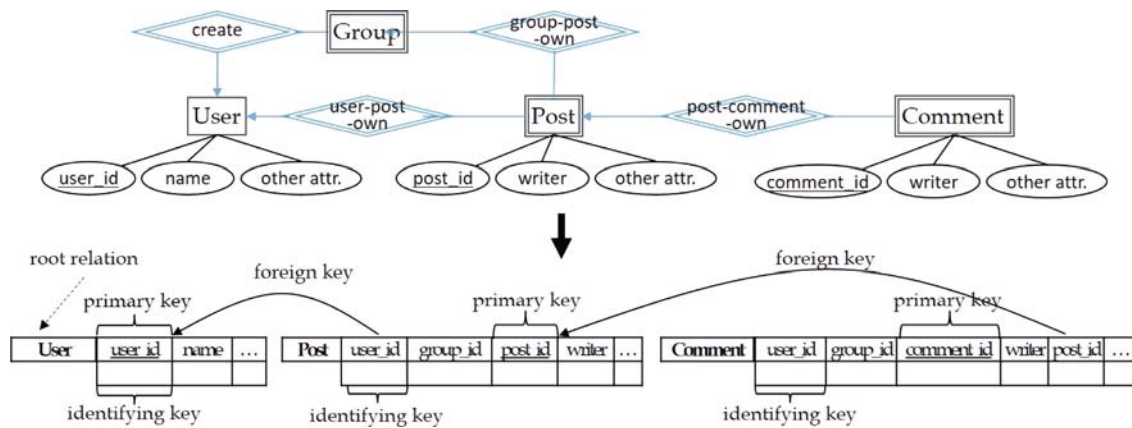 create
Group
group-post
-own
User
user-post
-own
Post
post-comment
-own
Comment
user_id
name
other attr.
post_id
writer
other attr.
comment_id
writer
other attr.
root relation
foreign key
foreign key
primary key
primary key
primary key
User user_id name ...
Post user_id group_id post_id writer ...
Comment user_id group_id comment_id writer post_id ...
identifying key
identifying key
identifying key